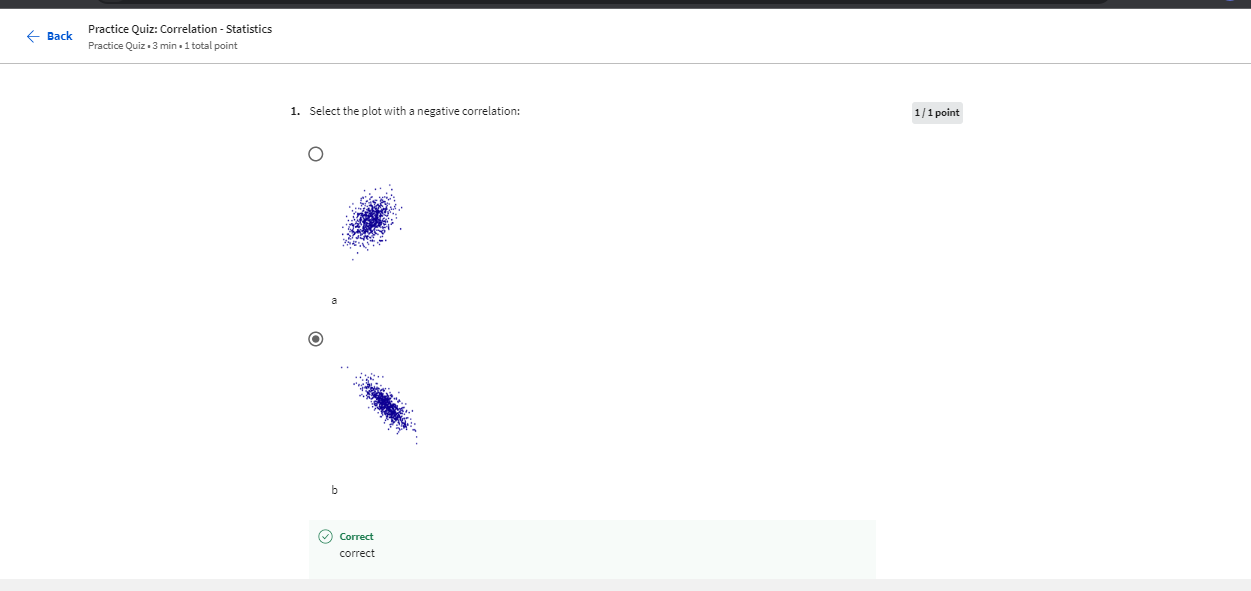 Back
Practice Quiz: Correlation - Statistics
Practice Quiz • 3 min • 1 total point
1. Select the plot with a negative correlation:
1 / 1 point
a
b
Correct
correct